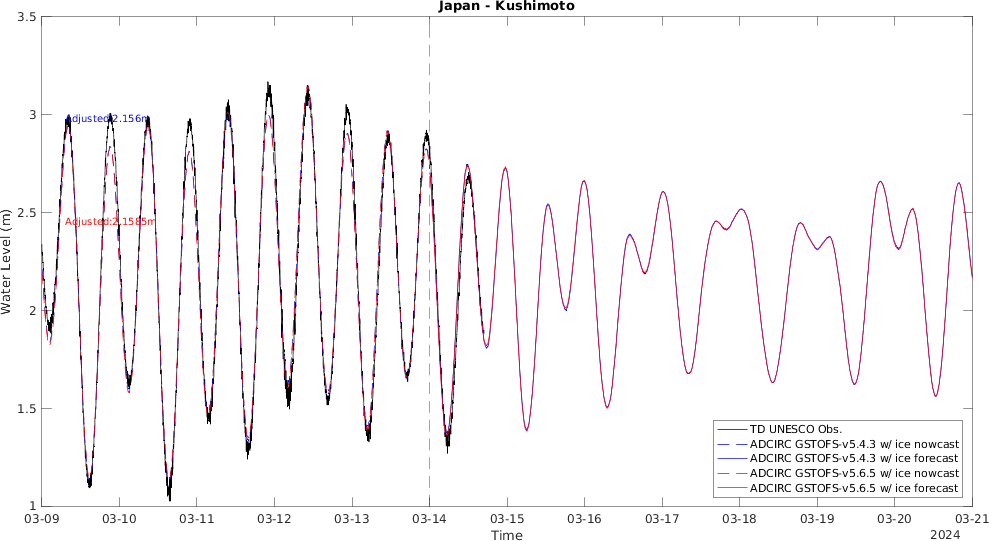 Japan - Kushimoto
3.5
3
2.5
2
1.5
1
Water Level (m)
Adjusted:2.156m
Adjusted:2.1585m
TD UNESCO Obs.
ADCIRC GSTOFS-v5.4.3 w/ ice nowcast
ADCIRC GSTOFS-v5.4.3 w/ ice forecast
ADCIRC GSTOFS-v5.6.5 w/ ice nowcast
ADCIRC GSTOFS-v5.6.5 w/ ice forecast
03-09 03-10 03-11 03-12 03-13 03-14 03-15 03-16 03-17 03-18 03-19 03-20 03-21
Time
2024